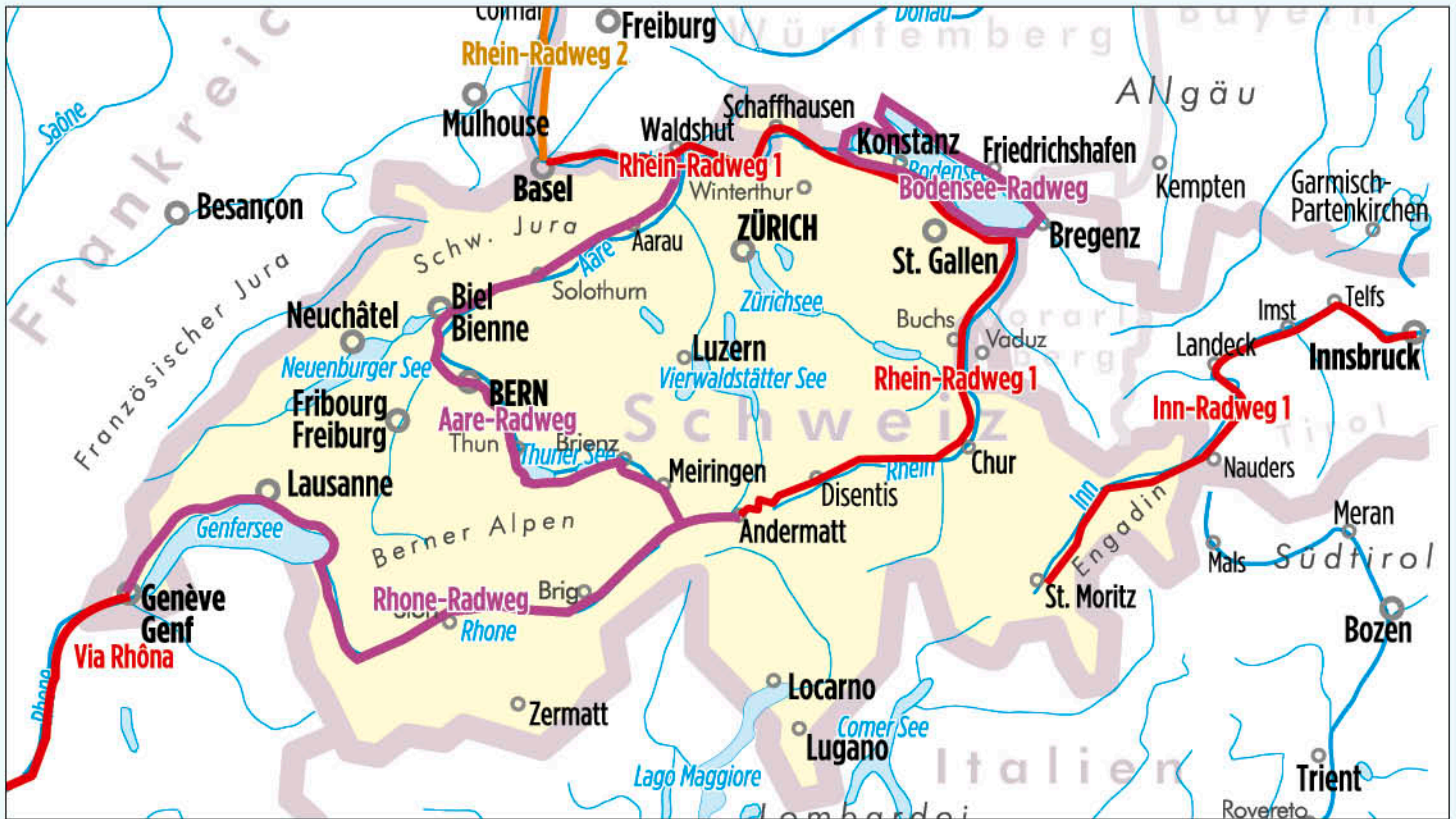 Colmar
Freiburg
Donau
Württemberg
Bayern
Rhein-Radweg 2
Allgäu
Frankreic
Saône
Mulhouse
Waldshut
Schaffhausen
Konstanz
Friedrichshafen
Bodensee
Rhein-Radweg 1
Basel
Winterthur
Bodensee-Radweg
Kempten
Garmisch-
Partenkirchen
Besançon
Schw. Jura
Aarau
ZÜRICH
St. Gallen
Bregenz
Aare
Französischer Jura
Biel
Bienne
Solothurn
Zürichsee
Neuchâtel
Buchs
Vorarl
berg
Vaduz
Imst
Telfs
Landeck
Innsbruck
Neuenburger See
Luzern
Vierwaldstätter See
Rhein-Radweg 1
BERN
Fribourg
Freiburg
Aare-Radweg
Schweiz
Inn-Radweg 1
Tirol
Thun
Thuner See
Brienz
Meiringen
Rhein
Chur
Nauders
Lausanne
Disentis
Inn
Engadin
Genfersee
Berner Alpen
Andermatt
Meran
Mals
Südtirol
Genève
Genf
Rhone-Radweg
Brig
Sion
Rhone
St. Moritz
Bozen
Via Rhôna
Rhone
Zermatt
Locarno
Lugano
Comer See
Lago Maggiore
Italien
Trient
Lombardei
Rovereto